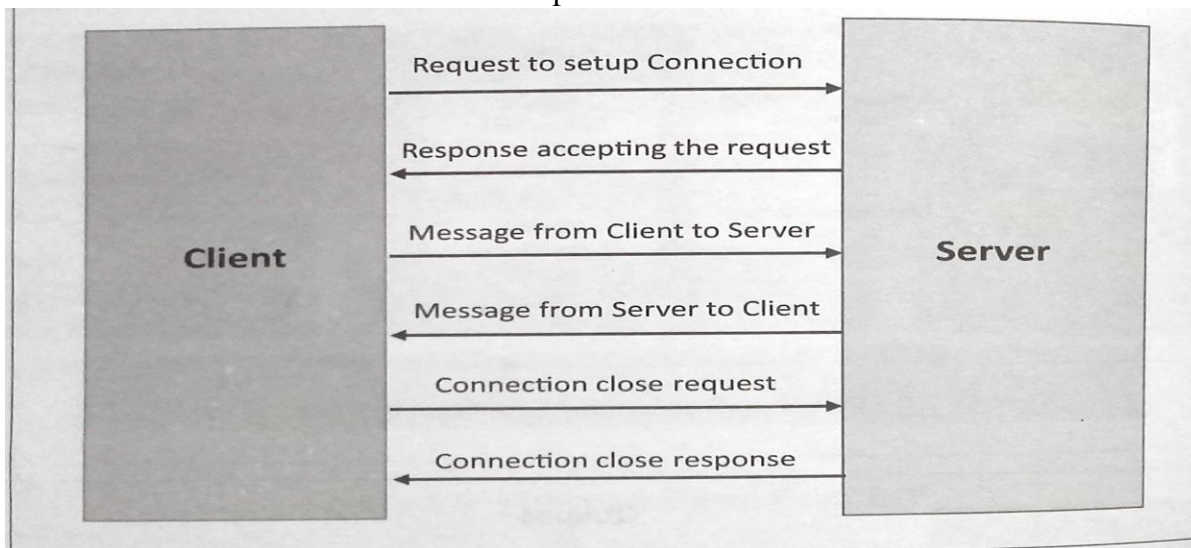 Request to setup Connection
Response accepting the request
Message from Client to Server
Client
Server
Message from Server to Client
Connection close request
Connection close response